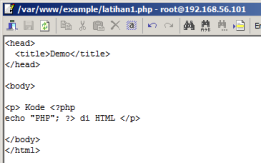 /var/www/example/latihan1.php - root@192.168.56.101
<head>
<title>Demo</title>
</head>
<body>
<p> Kode <?php
echo "PHP"; ?> di HTML </p>
</body>
</html>